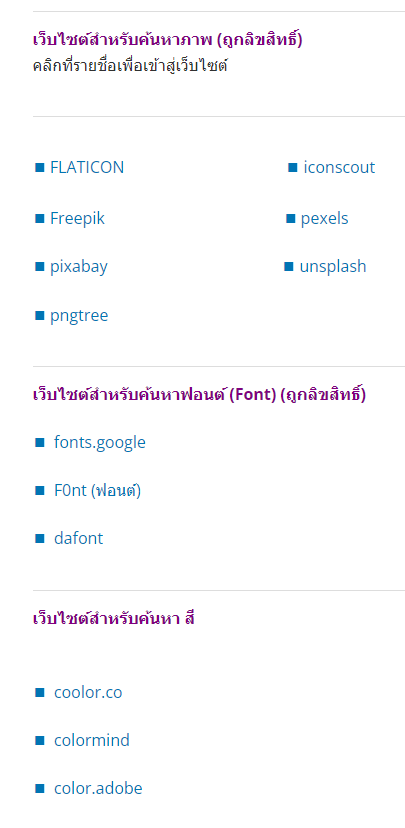 เว็บไซต์สำหรับค้นหาภาพ (ถูกลิขสิทธิ์)
คลิกที่รายชื่อเพื่อเข้าสู่เว็บไซต์
FLATICON
iconscout
Freepik
pexels
pixabay
unsplash
pngtree
เว็บไซต์สำหรับค้นหาฟอนต์ (Font) (ถูกลิขสิทธิ์)
fonts.google
F0nt (ฟอนต์)
dafont
เว็บไซต์สำหรับค้นหา สี
coolor.co
colormind
color.adobe